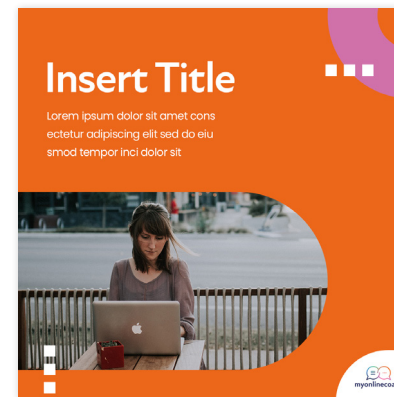 Insert Title
Lorem ipsum dolor sit amet cons
ectetur adipiscing elit sed do eiu
smod tempor inci dolor sit
myonlinecoa